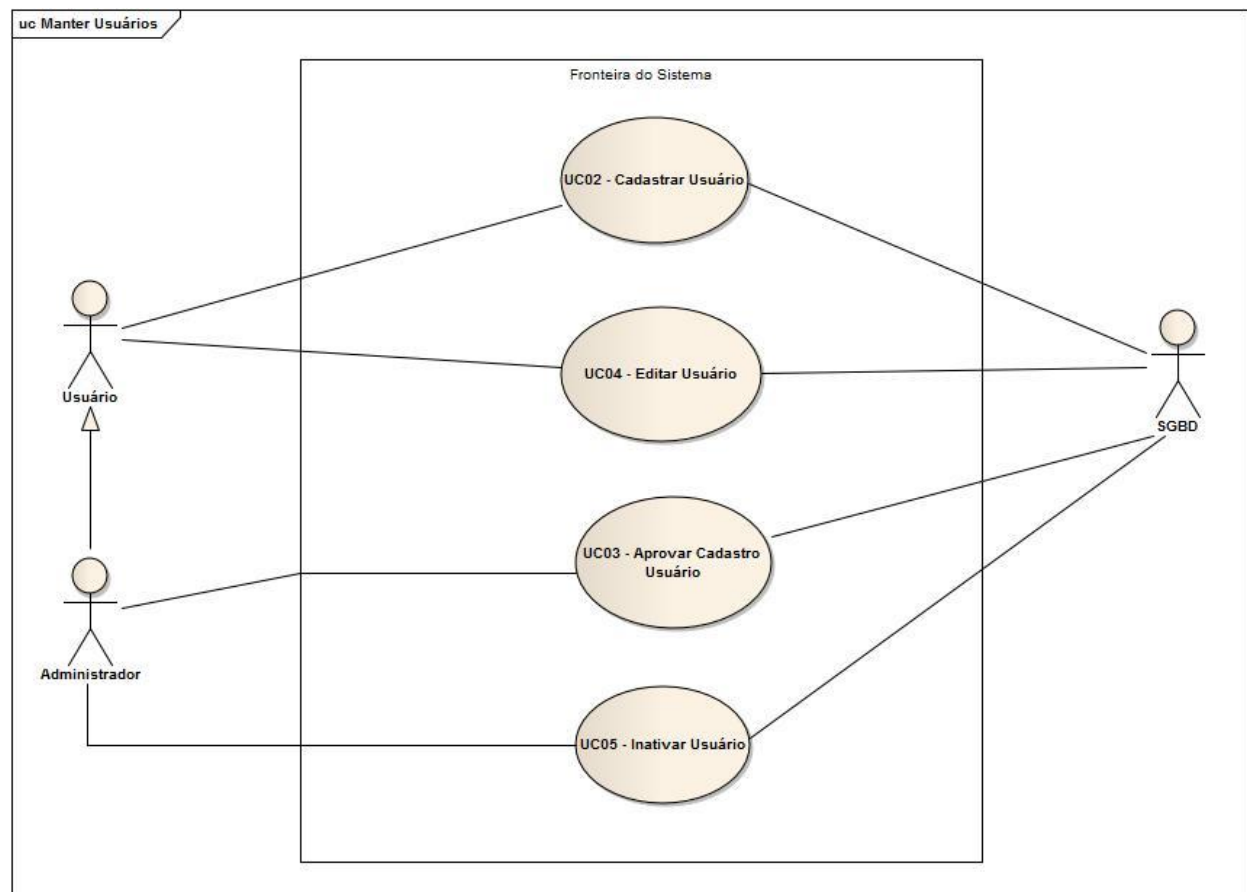 uc Manter Usuários
Fronteira do Sistema
UC02 - Cadastrar Usuário
Usuário
UC04 - Editar Usuário
SGBD
UC03 - Aprovar Cadastro
Usuário
Administrador
UC05 - Inativar Usuário